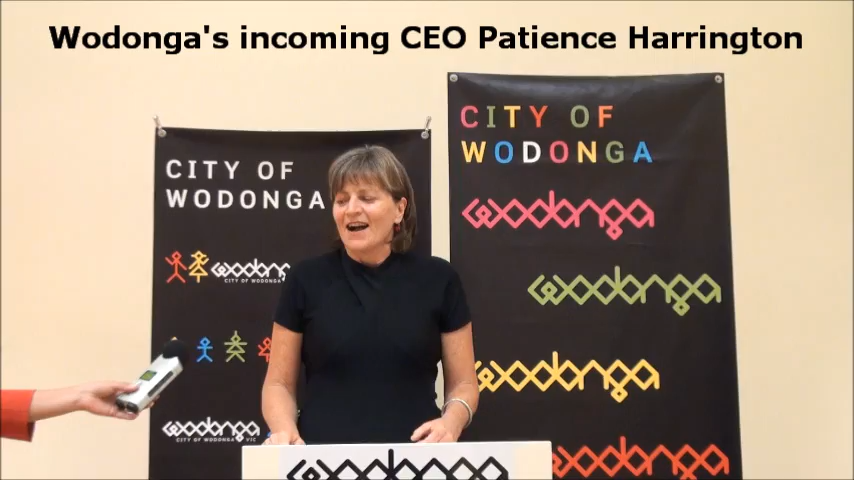 Wodonga's incoming CEO Patience Harrington
CITY OF
WODONGA
wodonga
CITY OF WODONGA
wodonga
CITY OF WODONGA VIC
CITY OF
WODONGA
wodonga
wodonga
wodonga
wodonga
wodonga